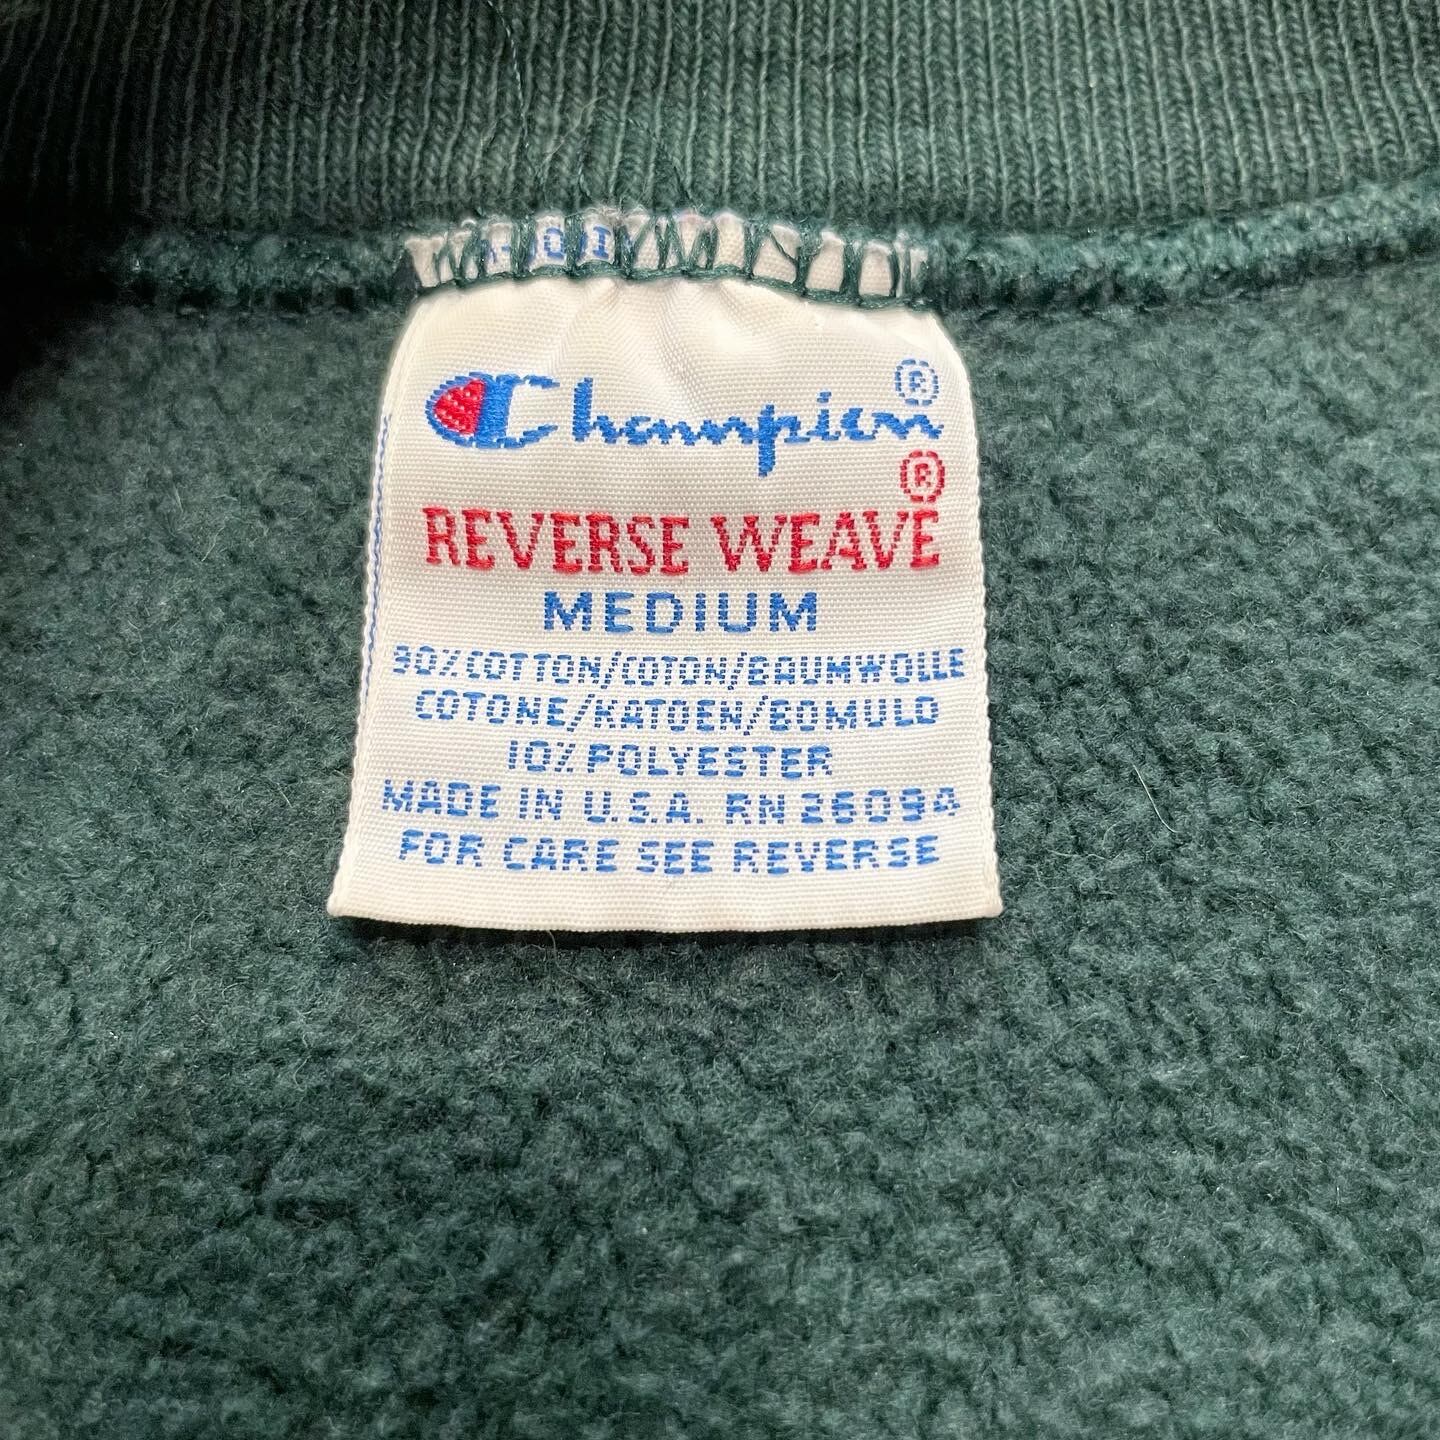 Champion®
REVERSE WEAVE®
MEDIUM
90% COTTON/COTON/BAUMWOLLE
COTONE/KATOEN/BOMULD
10% POLYESTER
MADE IN U.S.A. RN 26094
FOR CARE SEE REVERSE